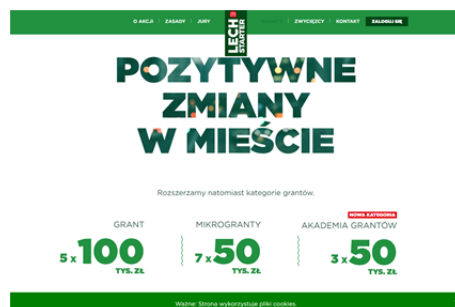 O AKCJI
ZASADY
JURY
LECH
STARTER
ZWYCIĘZCY
KONTAKT
ZALOGUJ SIĘ
POZYTYWNE
ZMIANY
W MIEŚCIE
Rozszerzamy natomiast kategorie grantów.
GRANT
5 x 100
TYS. ZŁ
MIKROGRANTY
7 x 50
TYS. ZŁ
NOWA KATEGORIA
AKADEMIA GRANTÓW
3 x 50
TYS. ZŁ
Ważne: Strona wykorzystuje pliki cookies.